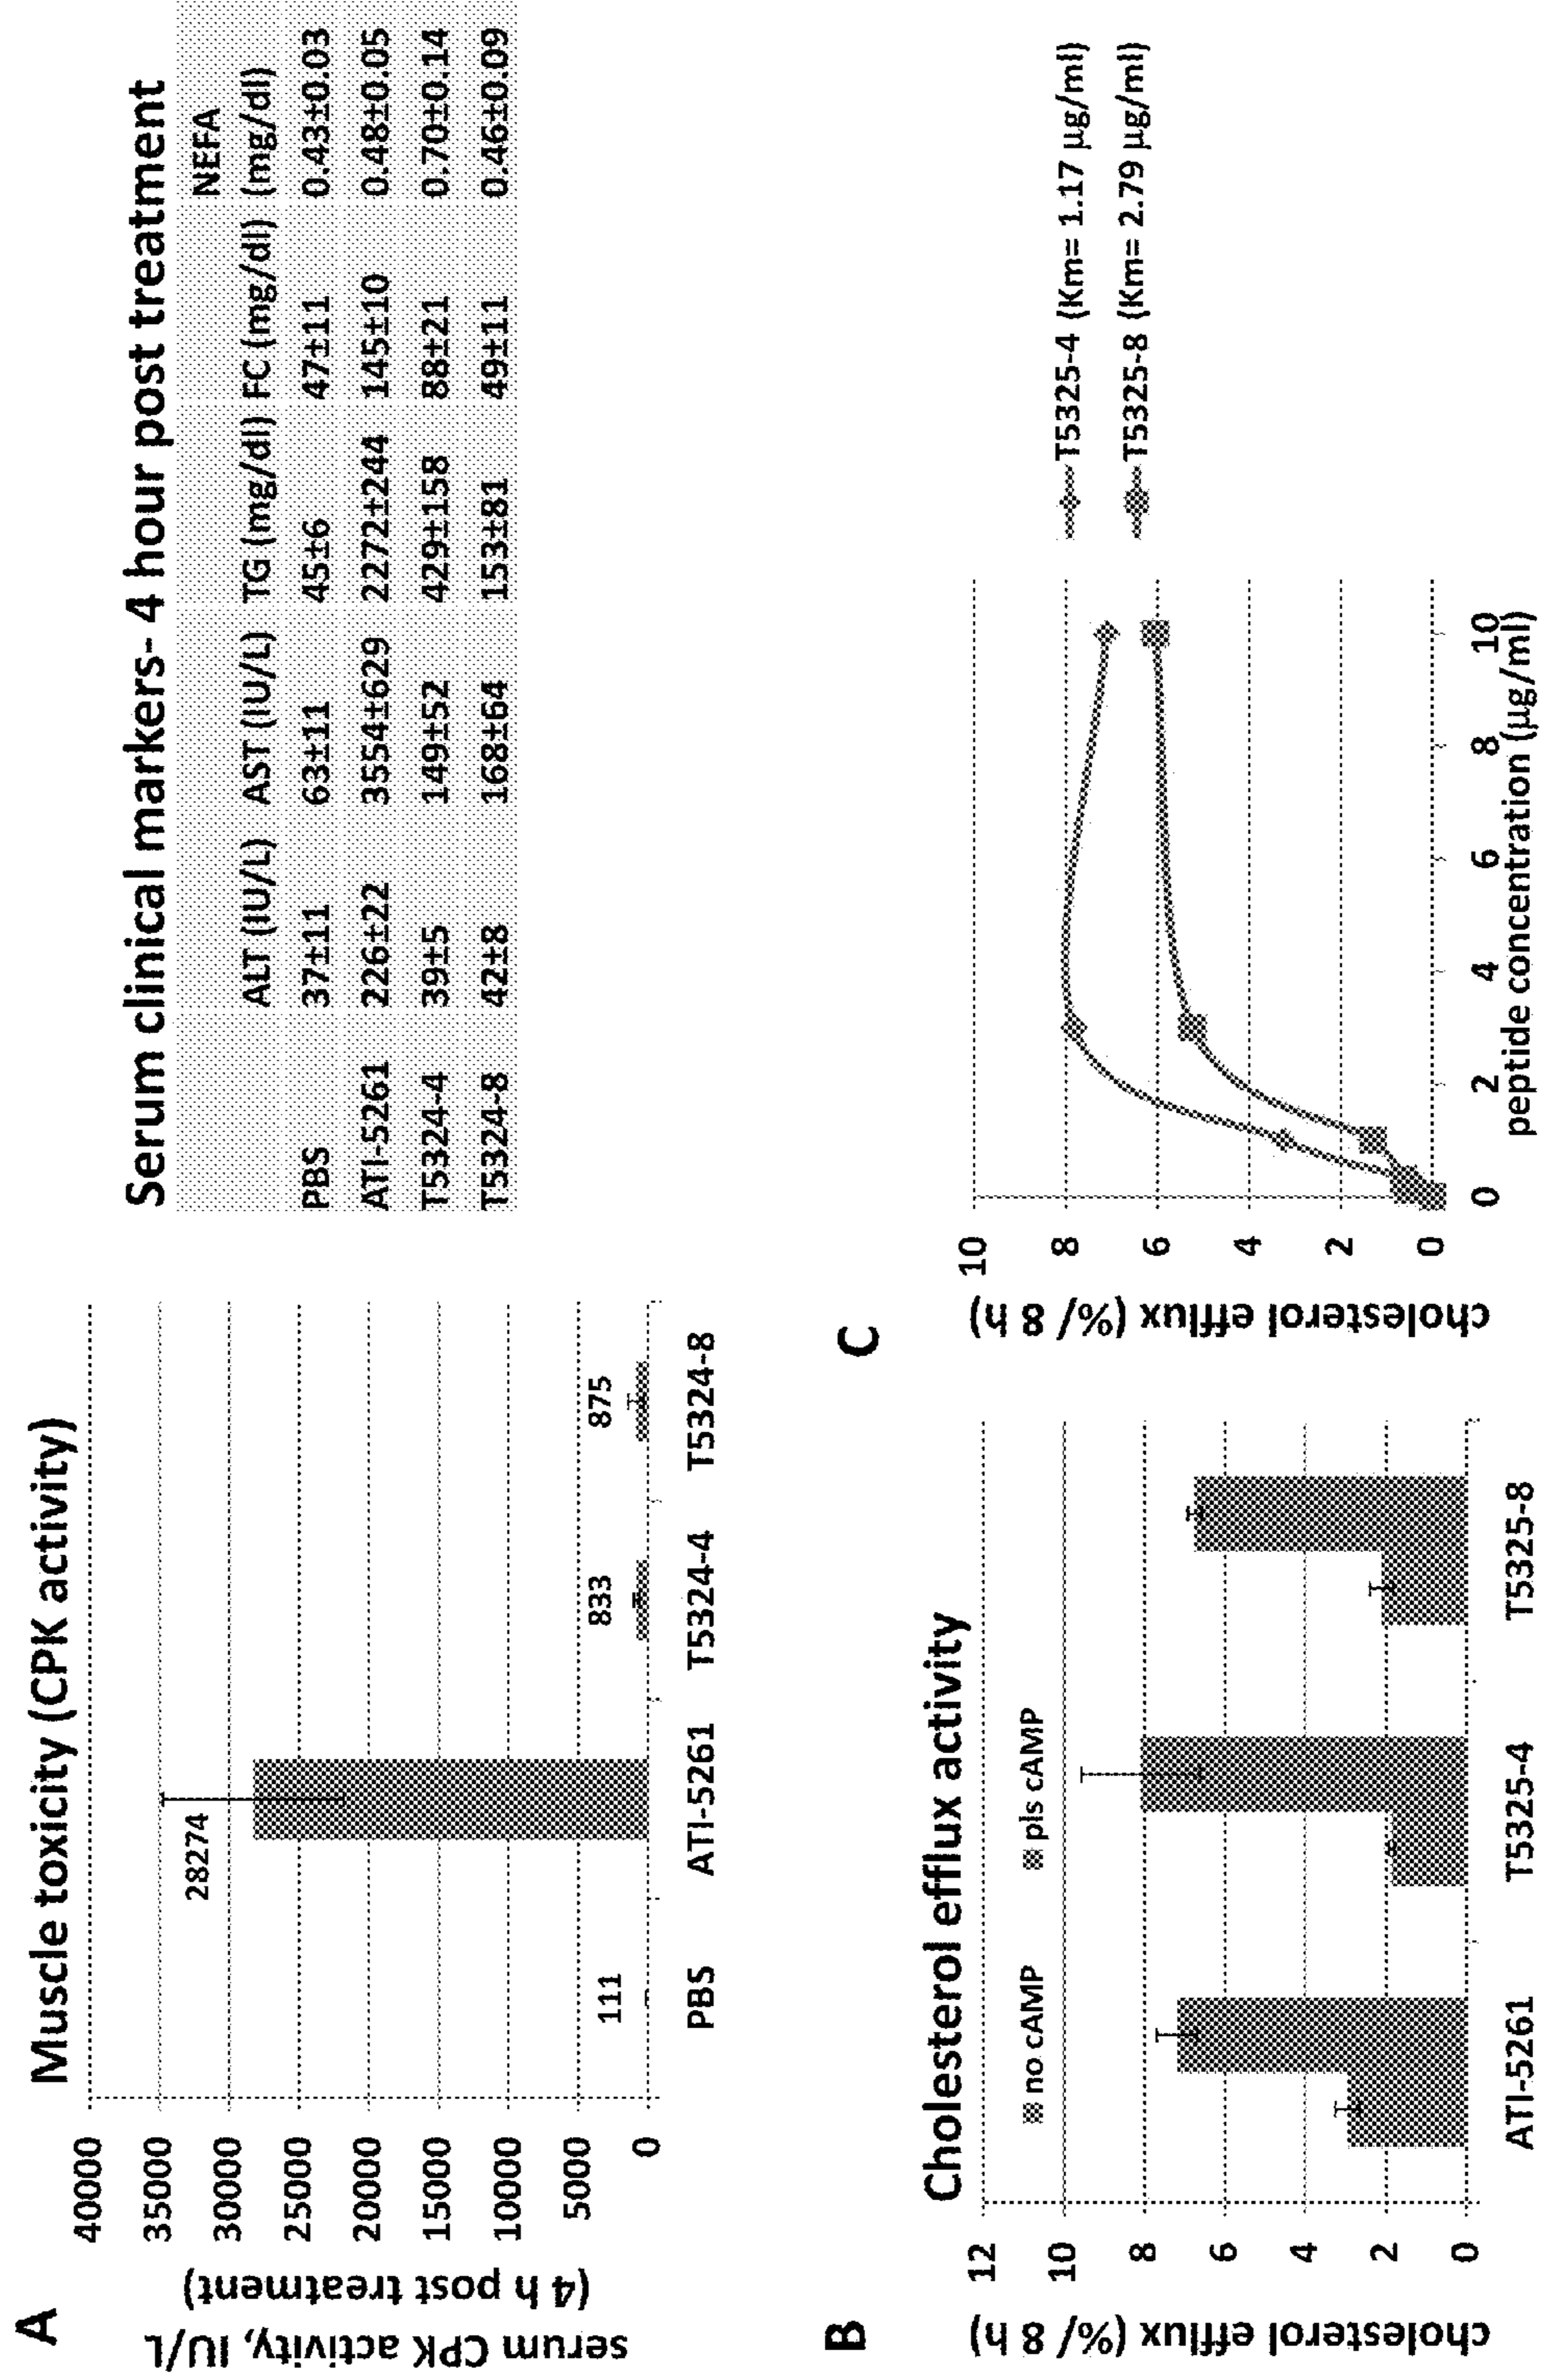 A
Muscle toxicity (CPK activity)
serum CPK activity, IU/L
(4 h post treatment)
40000
35000
30000
25000
20000
15000
10000
5000
0
111
28274
833
875
PBS
ATI-5261
T5324-4
T5324-8
Serum clinical markers- 4 hour post treatment
NEFA
ALT (IU/L) AST (IU/L) TG (mg/dl) FC (mg/dl) (mg/dl)
PBS 37±11 63±11 45±6 47±11 0.43±0.03
ATI-5261 226±22 3554±629 2272±244 145±10 0.48±0.05
T5324-4 39±5 149±52 429±158 88±21 0.70±0.14
T5324-8 42±8 168±64 153±81 49±11 0.46±0.09
B
Cholesterol efflux activity
cholesterol efflux (%/ 8 h)
12
10
8
6
4
2
0
no cAMP
pls cAMP
ATI-5261
T5325-4
T5325-8
C
cholesterol efflux (%/ 8 h)
10
8
6
4
2
0
0
2
4
6
8
10
peptide concentration (µg/ml)
T5325-4 (Km= 1.17 µg/ml)
T5325-8 (Km= 2.79 µg/ml)